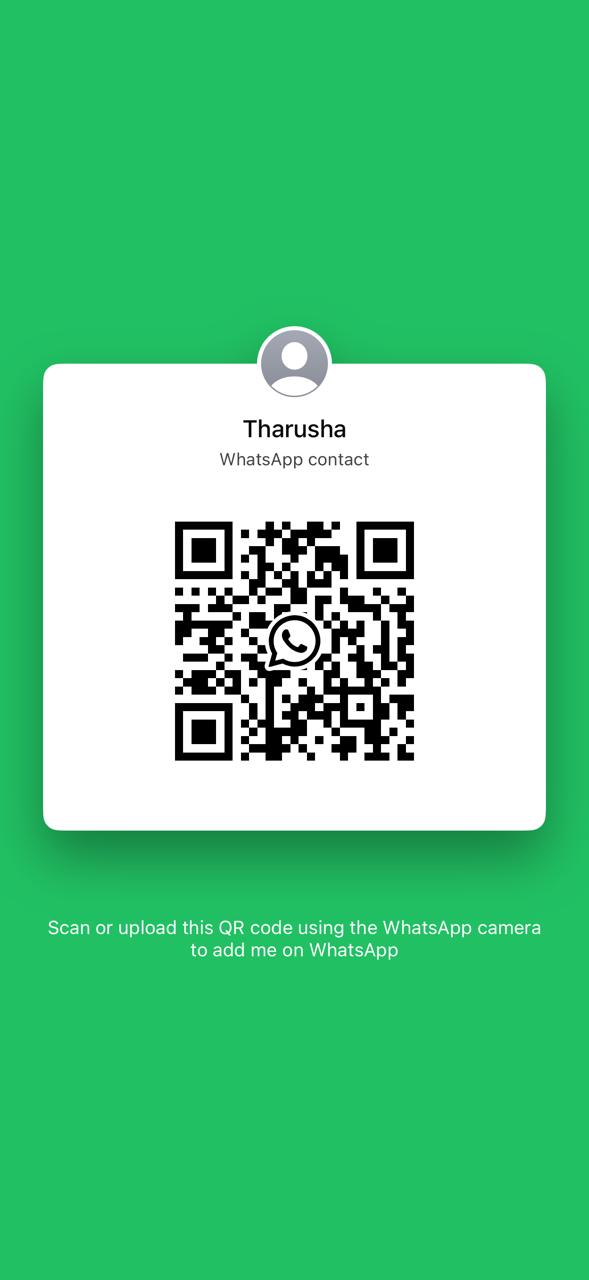 Tharusha
WhatsApp contact
Scan or upload this QR code using the WhatsApp camera
to add me on WhatsApp